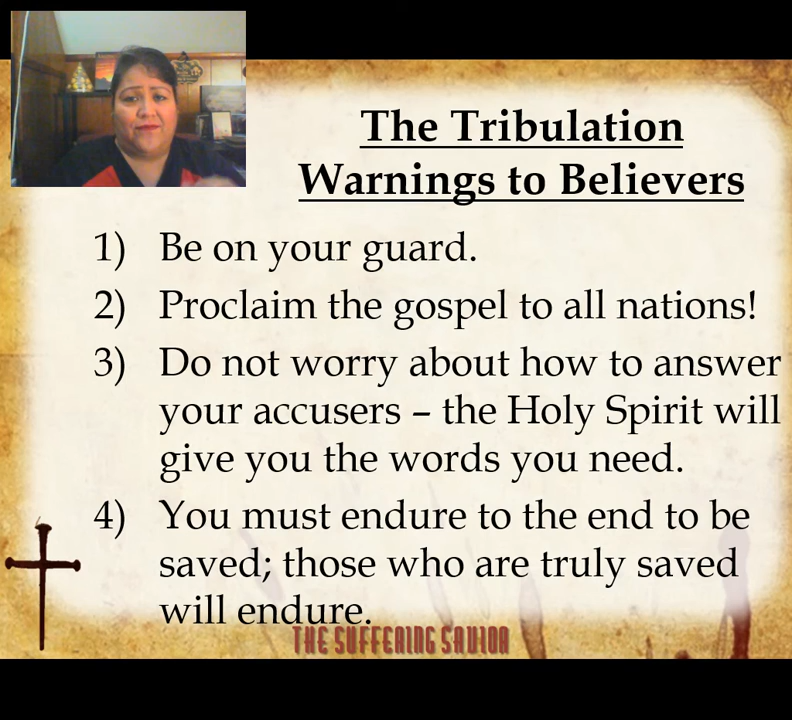 The Tribulation
Warnings to Believers
1) Be on your guard.
2) Proclaim the gospel to all nations!
3) Do not worry about how to answer
your accusers – the Holy Spirit will
give you the words you need.
4) You must endure to the end to be
saved; those who are truly saved
will endure.
THE SUFFERING SAVIOR